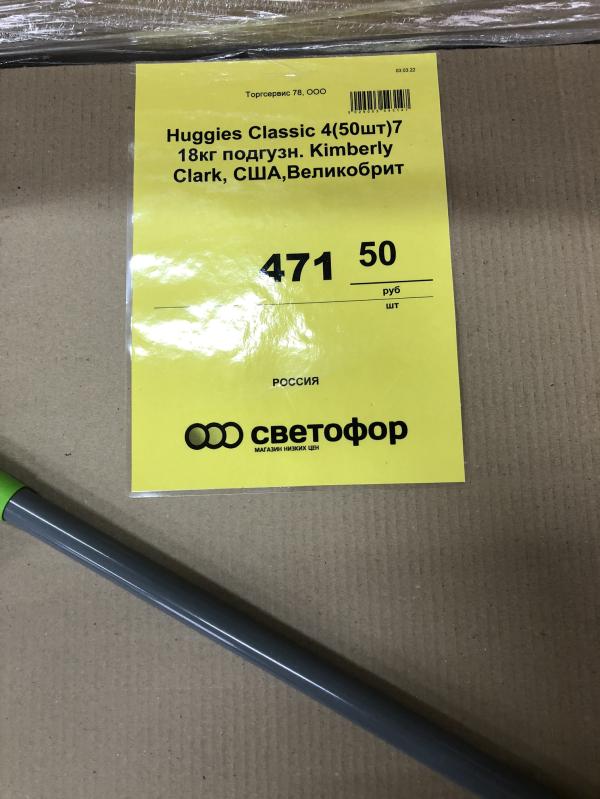 03.03.22
Торгсервис 78, ООО
Huggies Classic 4(50шт)7
18кг подгузн. Kimberly
Clark, США,Великобрит
471 50
руб
шт
РОССИЯ
светофор
МАГАЗИН НИЗКИХ ЦЕН